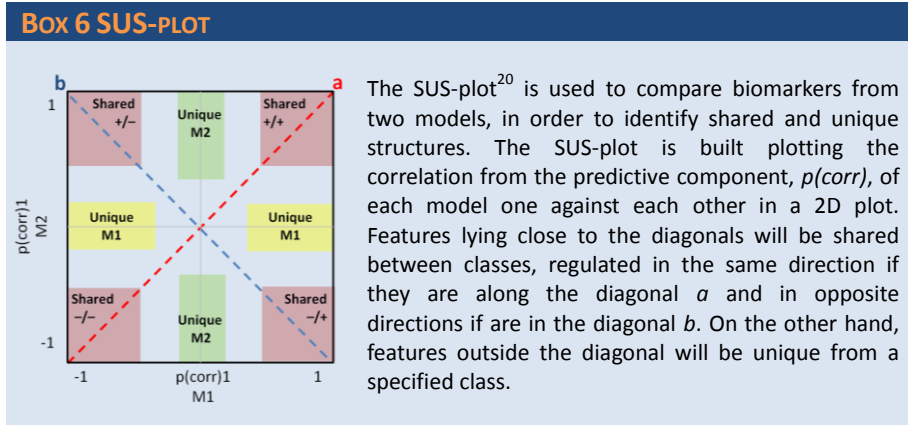 BOX 6 SUS-PLOT
b
a
1
Shared
+/−
Unique
M2
Shared
+/+
Unique
M1
Unique
M1
p(corr)1
M2
Shared
−/−
Unique
M2
Shared
−/+
-1
-1
p(corr)1
1
M1
The SUS-plot20 is used to compare biomarkers from
two models, in order to identify shared and unique
structures. The SUS-plot is built plotting the
correlation from the predictive component, p(corr), of
each model one against each other in a 2D plot.
Features lying close to the diagonals will be shared
between classes, regulated in the same direction if
they are along the diagonal a and in opposite
directions if are in the diagonal b. On the other hand,
features outside the diagonal will be unique from a
specified class.